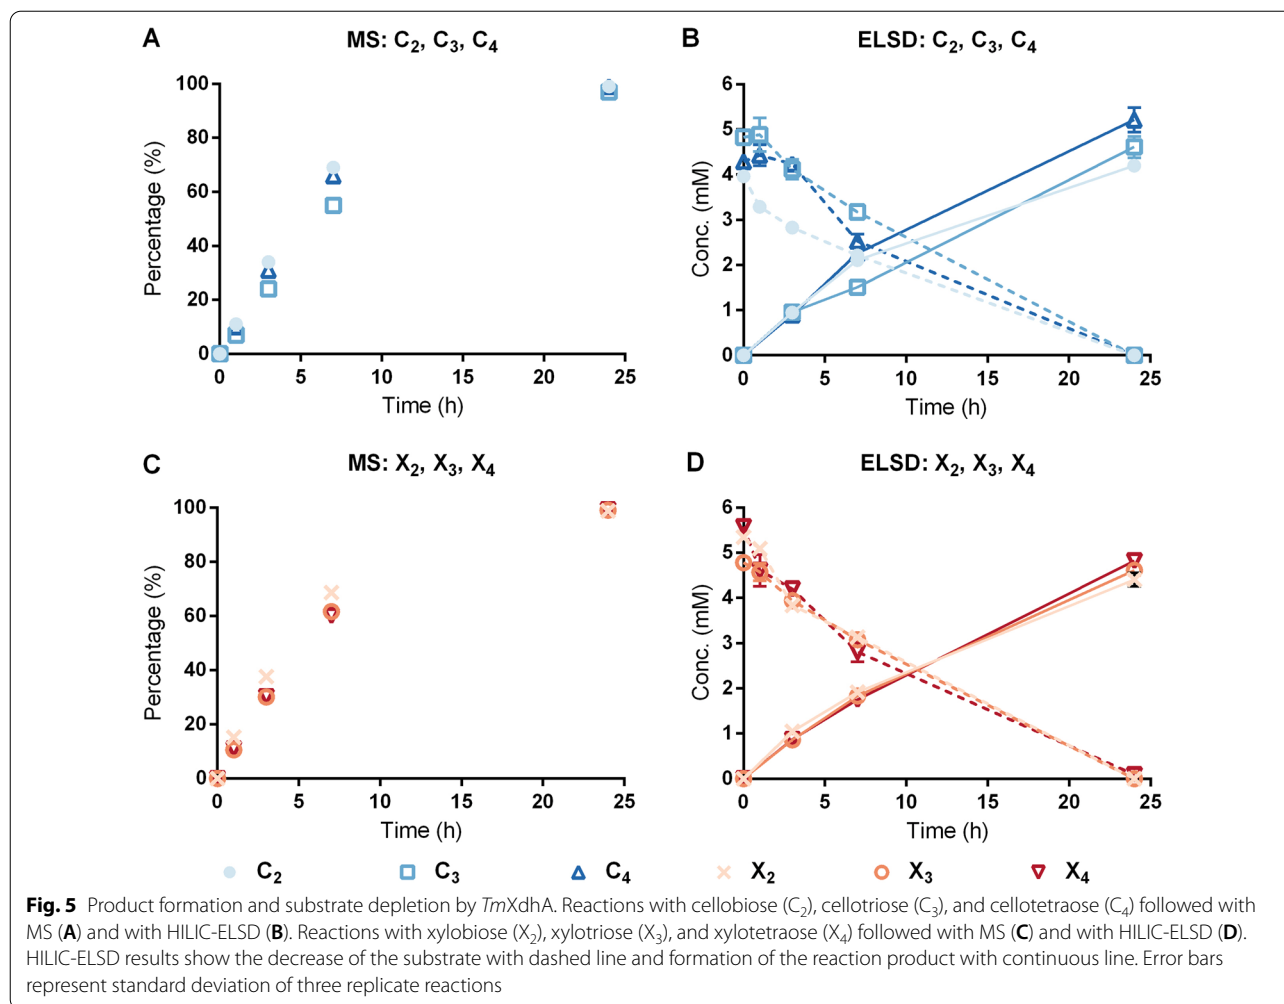 A
MS: C2, C3, C4
100
80
60
40
20
0
Percentage (%)
0 5 10 15 20 25
Time (h)
B
ELSD: C2, C3, C4
6
5
4
3
2
1
0
Conc. (mM)
0 5 10 15 20 25
Time (h)
C
MS: X2, X3, X4
100
80
60
40
20
0
Percentage (%)
0 5 10 15 20 25
Time (h)
D
ELSD: X2, X3, X4
6
5
4
3
2
1
0
Conc. (mM)
0 5 10 15 20 25
Time (h)
C2 C3 C4 X2 X3 X4
Fig. 5 Product formation and substrate depletion by TmXdhA. Reactions with cellobiose (C2), cellotriose (C3), and cellotetraose (C4) followed with
MS (A) and with HILIC-ELSD (B). Reactions with xylobiose (X2), xylotriose (X3), and xylotetraose (X4) followed with MS (C) and with HILIC-ELSD (D).
HILIC-ELSD results show the decrease of the substrate with dashed line and formation of the reaction product with continuous line. Error bars
represent standard deviation of three replicate reactions